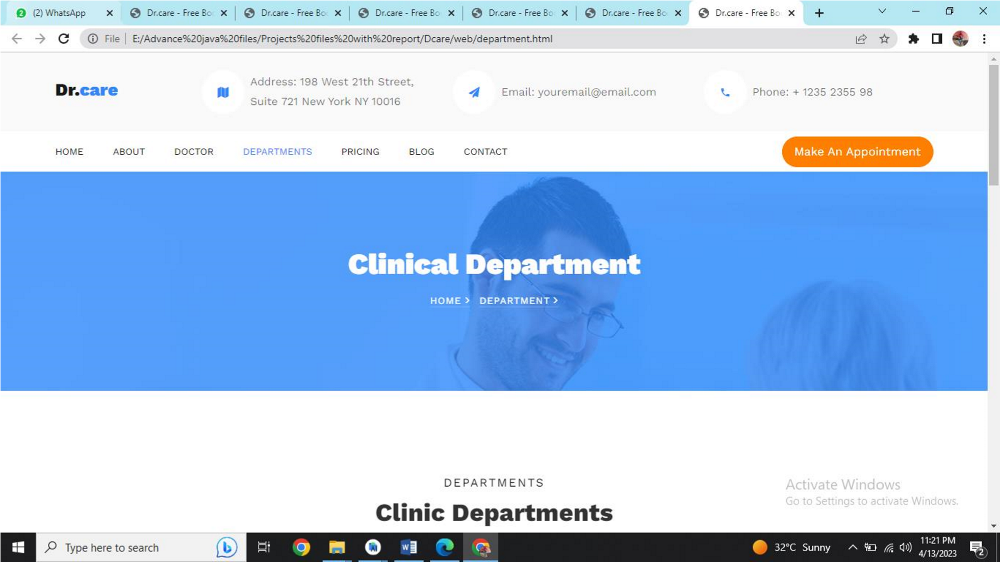 2 (2) WhatsApp Dr.care - Free Bo Dr.care - Free Bo Dr.care - Free Bo Dr.care - Free Bo Dr.care - Free Bo Dr.care - Free Bo
File E:/Advance%20java%20files/Projects%20files%20with%20report/Dcare/web/department.html
Dr.care
Address: 198 West 21th Street,
Suite 721 New York NY 10016
Email: youremail@email.com
Phone: + 1235 2355 98
HOME ABOUT DOCTOR DEPARTMENTS PRICING BLOG CONTACT Make An Appointment
Clinical Department
HOME > DEPARTMENT >
DEPARTMENTS
Clinic Departments
Activate Windows
Go to Settings to activate Windows.
Type here to search
32°C Sunny
11:21 PM
4/13/2023
2